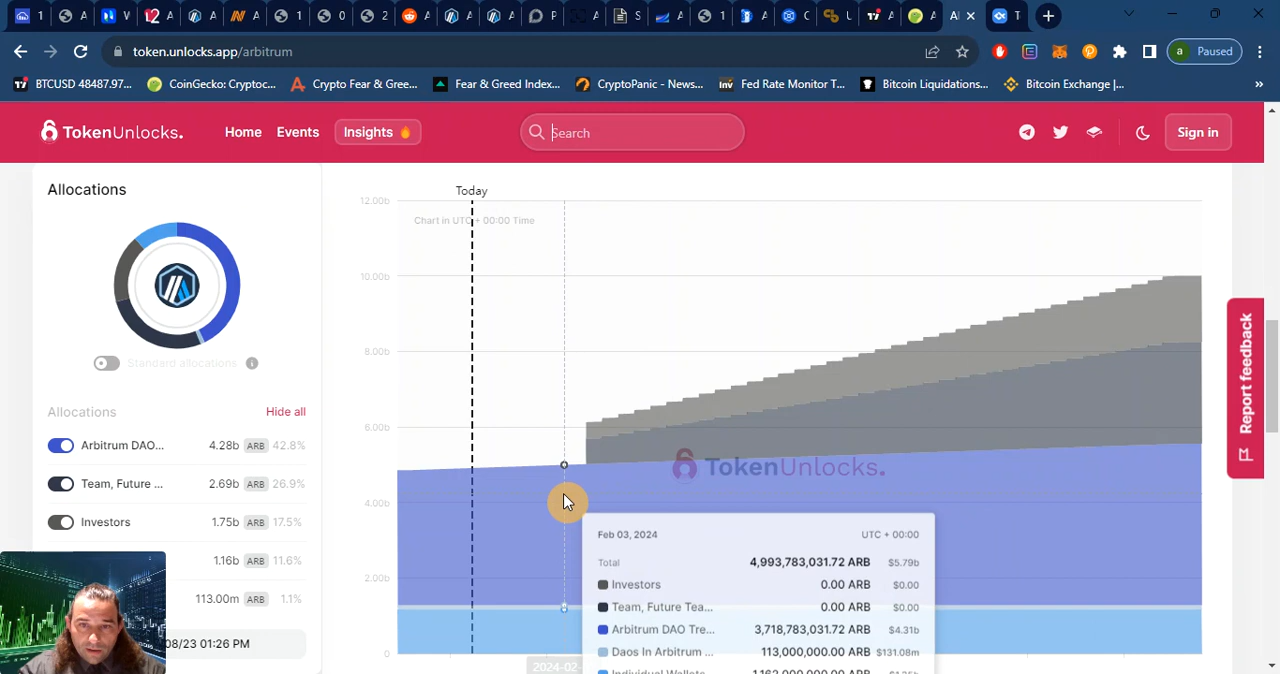 token.unlocks.app/arbitrum
Paused
BTCUSD 48487.97...
CoinGecko: Cryptoc...
Crypto Fear & Gree...
Fear & Greed Index...
CryptoPanic - News...
Fed Rate Monitor T...
Bitcoin Liquidations...
Bitcoin Exchange |...
TokenUnlocks.
Home
Events
Insights
Search
Sign in
Allocations
Standard allocations
Allocations
Hide all
Arbitrum DAO... 4.28b ARB 42.8%
Team, Future ... 2.69b ARB 26.9%
Investors 1.75b ARB 17.5%
1.16b ARB 11.6%
113.00m ARB 1.1%
08/23 01:26 PM
Today
Chart in UTC + 00:00 Time
12.00b
10.00b
8.00b
6.00b
4.00b
2.00b
0
TokenUnlocks.
Feb 03, 2024 UTC + 00:00
Total 4,993,783,031.72 ARB $5.79b
Investors 0.00 ARB $0.00
Team, Future Tea... 0.00 ARB $0.00
Arbitrum DAO Tre... 3,718,783,031.72 ARB $4.31b
Daos In Arbitrum ... 113,000,000.00 ARB $131.08m
Report feedback